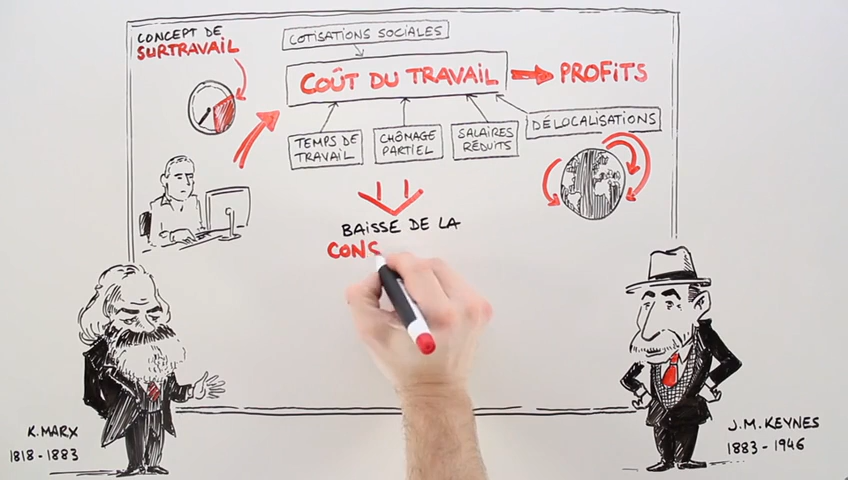 CONCEPT DE
SURTRAVAIL
COTISATIONS SOCIALES
COÛT DU TRAVAIL
PROFITS
TEMPS DE
TRAVAIL
CHÔMAGE
PARTIEL
SALAIRES
RÉDUITS
DÉLOCALISATIONS
BAISSE DE LA
CONS
K. MARX
1818 - 1883
J.M. KEYNES
1883 - 1946